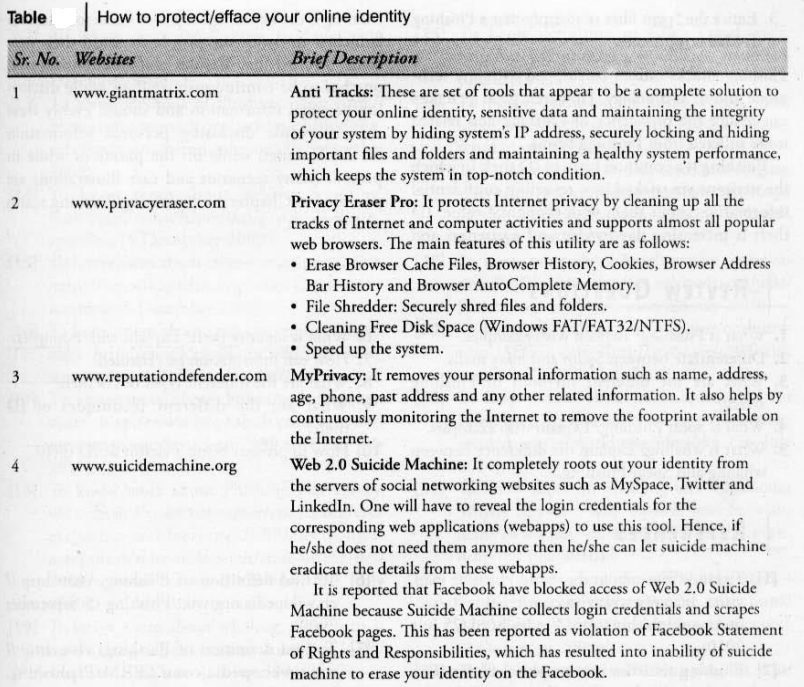 Table | How to protect/efface your online identity
Sr. No. Websites Brief Description
1 www.giantmatrix.com Anti Tracks: These are set of tools that appear to be a complete solution to
protect your online identity, sensitive data and maintaining the integrity
of your system by hiding system's IP address, securely locking and hiding
important files and folders and maintaining a healthy system performance,
which keeps the system in top-notch condition.
2 www.privacyeraser.com Privacy Eraser Pro: It protects Internet privacy by cleaning up all the
tracks of Internet and computer activities and supports almost all popular
web browsers. The main features of this utility are as follows:
• Erase Browser Cache Files, Browser History, Cookies, Browser Address
Bar History and Browser AutoComplete Memory.
• File Shredder: Securely shred files and folders.
• Cleaning Free Disk Space (Windows FAT/FAT32/NTFS).
• Speed up the system.
3 www.reputationdefender.com MyPrivacy: It removes your personal information such as name, address,
age, phone, past address and any other related information. It also helps by
continuously monitoring the Internet to remove the footprint available on
the Internet.
4 www.suicidemachine.org Web 2.0 Suicide Machine: It completely roots out your identity from
the servers of social networking websites such as MySpace, Twitter and
LinkedIn. One will have to reveal the login credentials for the
corresponding web applications (webapps) to use this tool. Hence, if
he/she does not need them anymore then he/she can let suicide machine
eradicate the details from these webapps.
It is reported that Facebook have blocked access of Web 2.0 Suicide
Machine because Suicide Machine collects login credentials and scrap
Facebook pages. This has been reported as violation of Facebook Statement
of Rights and Responsibilities, which has resulted into inability of suicide
machine to erase your identity on the Facebook.